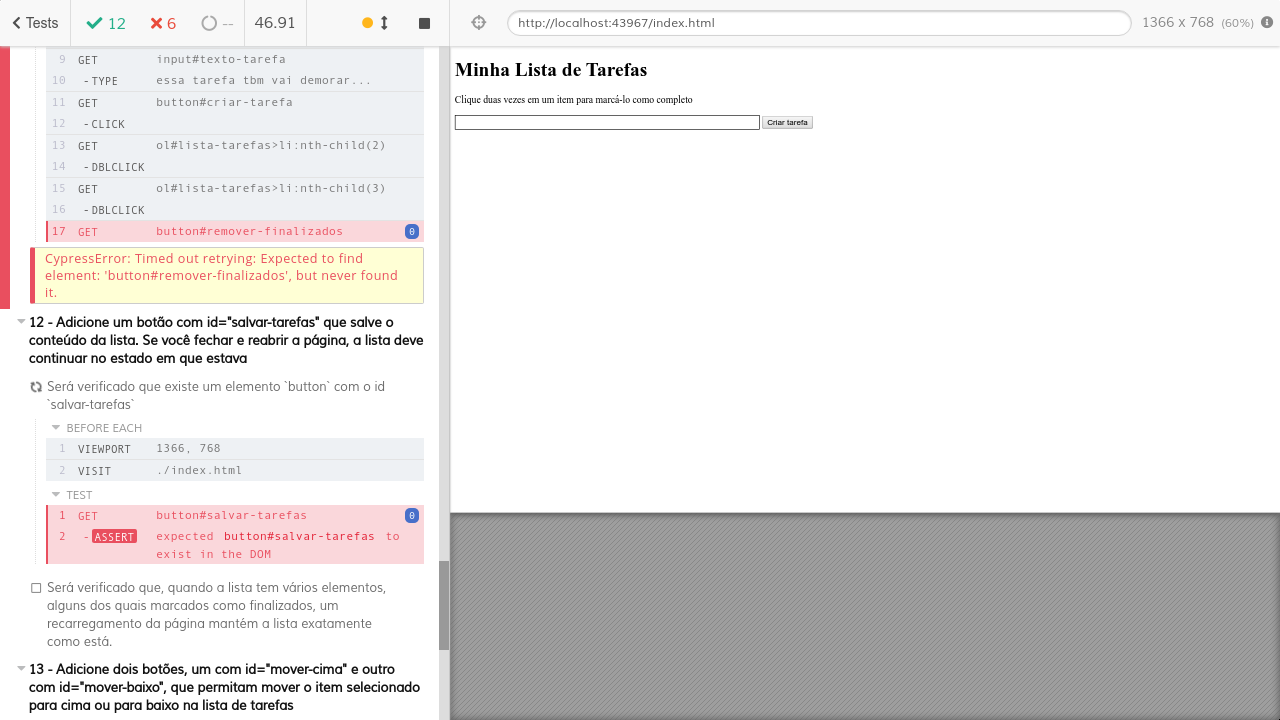 Tests 12 6 -- 46.91
http://localhost:43967/index.html 1366 x 768 (60%)
9 GET input#texto-tarefa
10 -TYPE essa tarefa tbm vai demorar...
11 GET button#criar-tarefa
12 -CLICK
13 GET ol#lista-tarefas>li:nth-child(2)
14 -DBLCLICK
15 GET ol#lista-tarefas>li:nth-child(3)
16 -DBLCLICK
17 GET button#remover-finalizados 0
CypressError: Timed out retrying: Expected to find
element: 'button#remover-finalizados', but never found
it.
12 - Adicione um botão com id="salvar-tarefas" que salve o
conteúdo da lista. Se você fechar e reabrir a página, a lista deve
continuar no estado em que estava
Será verificado que existe um elemento `button` com o id
`salvar-tarefas`
BEFORE EACH
1 VIEWPORT 1366, 768
2 VISIT ./index.html
TEST
1 GET button#salvar-tarefas 0
2 -ASSERT expected button#salvar-tarefas to
exist in the DOM
Será verificado que, quando a lista tem vários elementos,
alguns dos quais marcados como finalizados, um
recarregamento da página mantém a lista exatamente
como está.
13 - Adicione dois botões, um com id="mover-cima" e outro
com id="mover-baixo", que permitam mover o item selecionado
para cima ou para baixo na lista de tarefas
Minha Lista de Tarefas
Clique duas vezes em um item para marcá-lo como completo
Criar tarefa